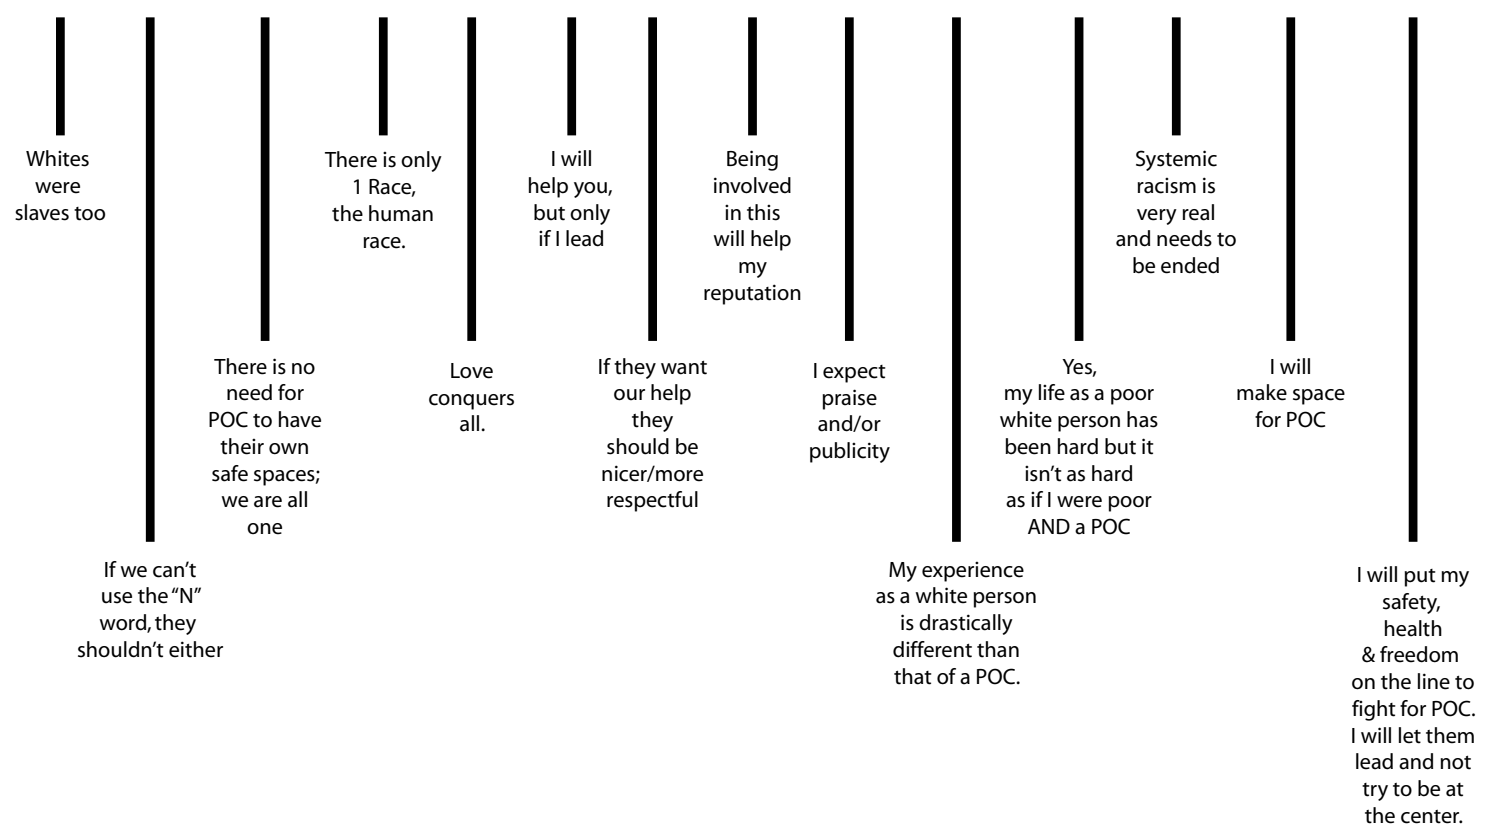 Whites
were
slaves too
If we can't
use the “N”
word, they
shouldn't either
There is no
need for
POC to have
their own
safe spaces;
we are all
one
There is only
1 Race,
the human
race.
Love
conquers
all.
I will
help you,
but only
if I lead
If they want
our help
they
should be
nicer/more
respectful
Being
involved
in this
will help
my
reputation
I expect
praise
and/or
publicity
My experience
as a white person
is drastically
different than
that of a POC.
Yes,
my life as a poor
white person has
been hard but it
isn't as hard
as if I were poor
AND a POC
Systemic
racism is
very real
and needs to
be ended
I will
make space
for POC
I will put my
safety,
health
& freedom
on the line to
fight for POC.
I will let them
lead and not
try to be at
the center.